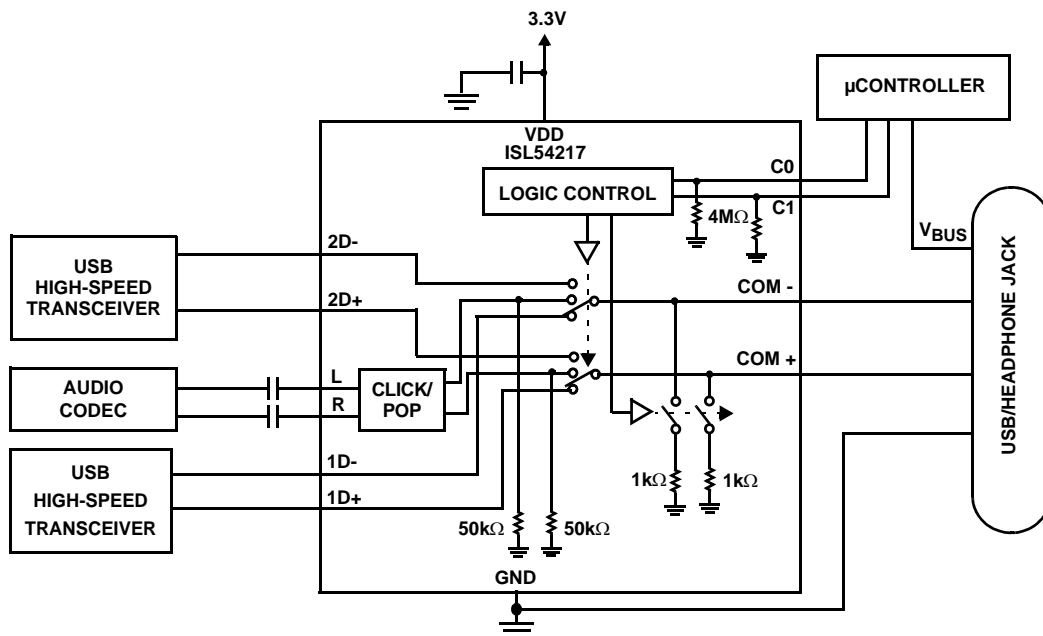 3.3V
µCONTROLLER
VDD
ISL54217
C0
LOGIC CONTROL
C1
4MΩ
VBUS
2D-
USB
HIGH-SPEED
TRANSCEIVER
2D+
COM -
COM +
USB/HEADPHONE JACK
AUDIO
CODEC
L
R
CLICK/
POP
USB
HIGH-SPEED
TRANSCEIVER
1D-
1D+
1kΩ
1kΩ
50kΩ
50kΩ
GND